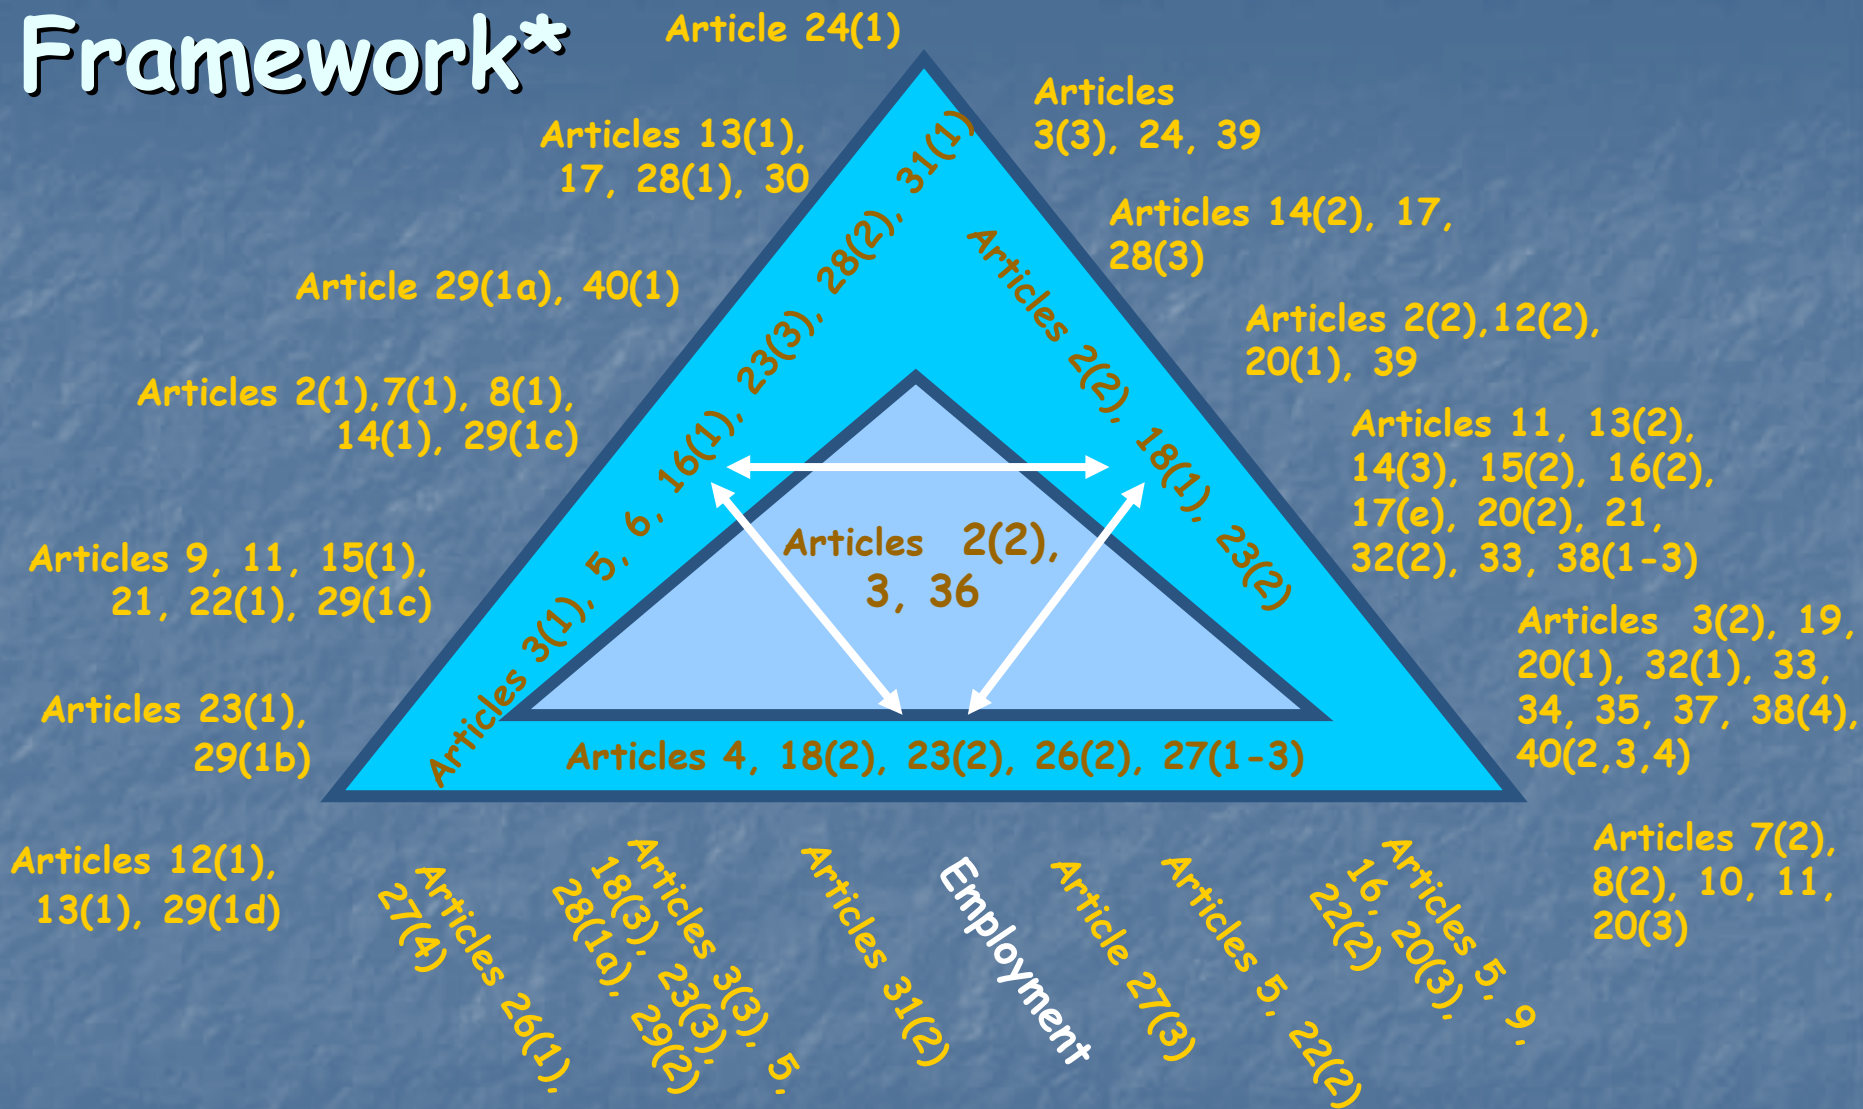 Framework*
Article 24(1)
Articles
3(3), 24, 39
Articles 13(1),
17, 28(1), 30
Articles 14(2), 17,
28(3)
Article 29(1a), 40(1)
Articles 2(2),12(2),
20(1), 39
Articles 2(1),7(1), 8(1),
14(1), 29(1c)
Articles 11, 13(2),
14(3), 15(2), 16(2),
17(e), 20(2), 21,
32(2), 33, 38(1-3)
Articles 9, 11, 15(1),
21, 22(1), 29(1c)
Articles 3(2), 19,
20(1), 32(1), 33,
34, 35, 37, 38(4),
40(2,3,4)
Articles 23(1),
29(1b)
Articles 7(2),
8(2), 10, 11,
20(3)
Articles 12(1),
13(1), 29(1d)
Articles 3(1), 5, 6, 16(1), 23(3), 28(2), 31(1)
Articles 2(2), 18(1), 23(2)
Articles 2(2),
3, 36
Articles 4, 18(2), 23(2), 26(2), 27(1-3)
Articles 26(1),
27(4)
Articles 3(3), 5,
18(3), 23(3),
28(1a), 29(2)
Articles 31(2)
Employment
Article 27(3)
Articles 5, 22(2)
Articles 5, 9,
16, 20(3),
22(2)